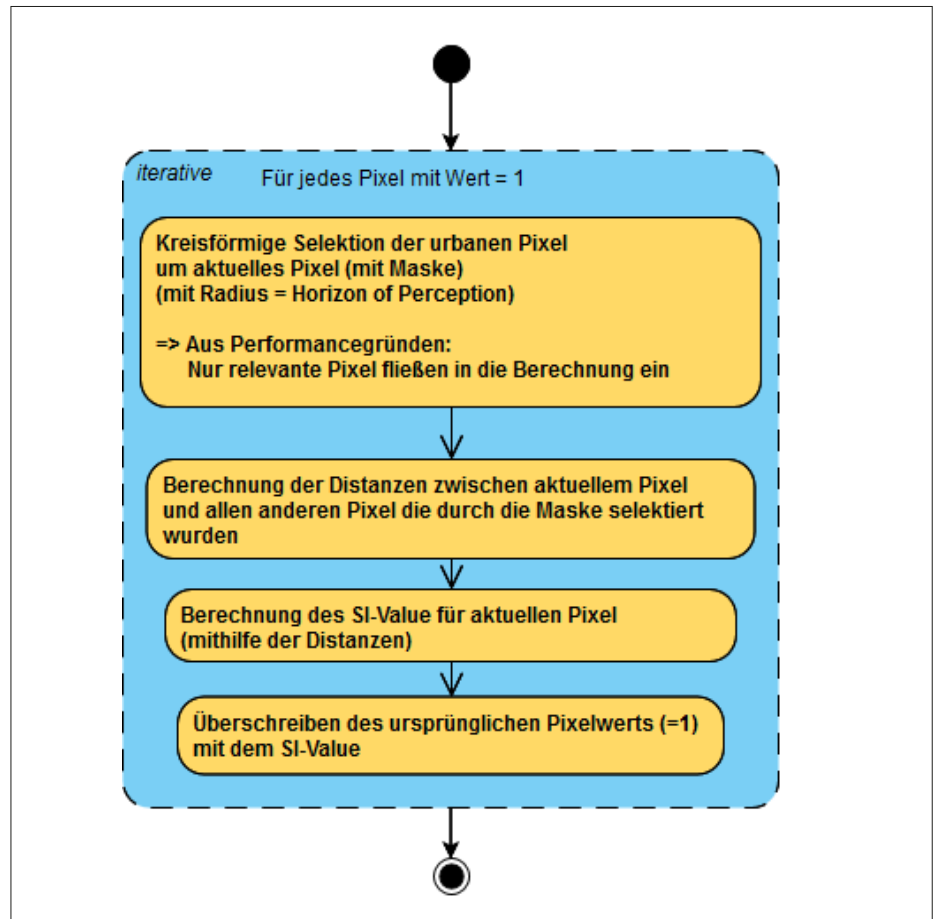 iterative
Für jedes Pixel mit Wert = 1
Kreisförmige Selektion der urbanen Pixel
um aktuelles Pixel (mit Maske)
(mit Radius = Horizon of Perception)
=> Aus Performancegründen:
Nur relevante Pixel fließen in die Berechnung ein
Berechnung der Distanzen zwischen aktuellem Pixel
und allen anderen Pixel die durch die Maske selektiert
wurden
Berechnung des SI-Value für aktuellen Pixel
(mithilfe der Distanzen)
Überschreiben des ursprünglichen Pixelwerts (=1)
mit dem SI-Value